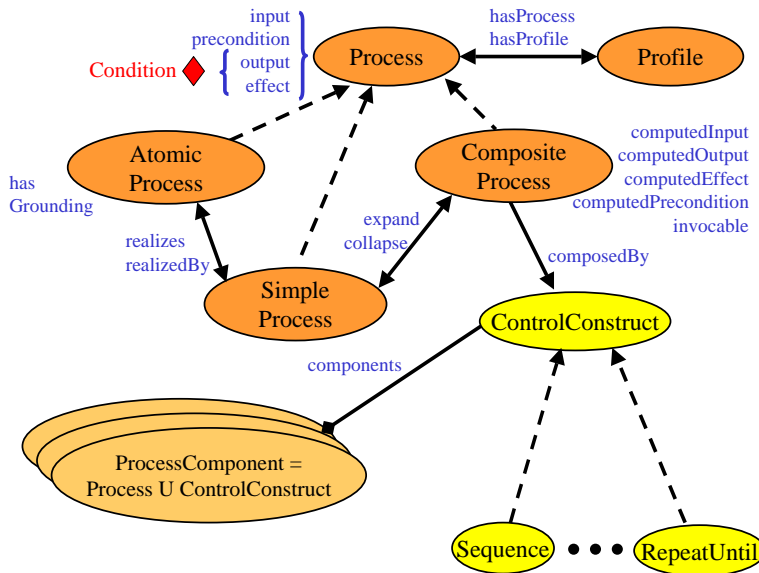 input
precondition
output
effect
Condition
Process
hasProcess
hasProfile
Profile
Atomic
Process
has
Grounding
Composite
Process
computedInput
computedOutput
computedEffect
computedPrecondition
invocable
realizes
realizedBy
expand
collapse
composedBy
Simple
Process
ControlConstruct
components
ProcessComponent =
Process U ControlConstruct
Sequence
RepeatUntil